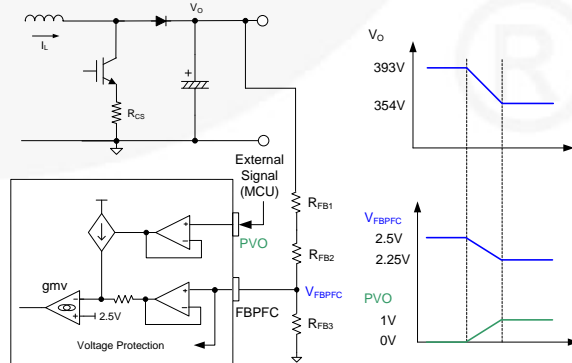 V_O
I_L
R_CS
External
Signal
(MCU)
PVO
R_FB1
R_FB2
gmv
2.5V
V_FBPFC
FBPFC
R_FB3
Voltage Protection
V_O
393V
354V
V_FBPFC
2.5V
2.25V
PVO
1V
0V
®